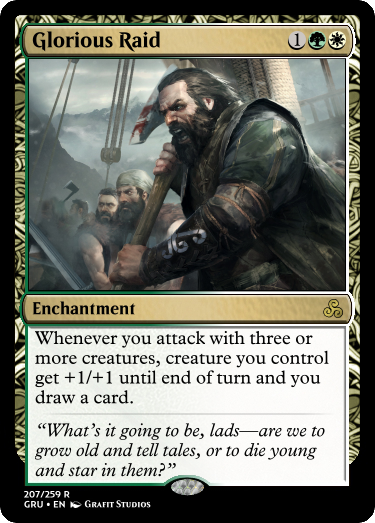 Glorious Raid 1
Enchantment
Whenever you attack with three or
more creatures, creature you control
get +1/+1 until end of turn and you
draw a card.
“What's it going to be, lads—are we to
grow old and tell tales, or to die young
and star in them?”
207/259 R
GRU • EN Grafit Studios